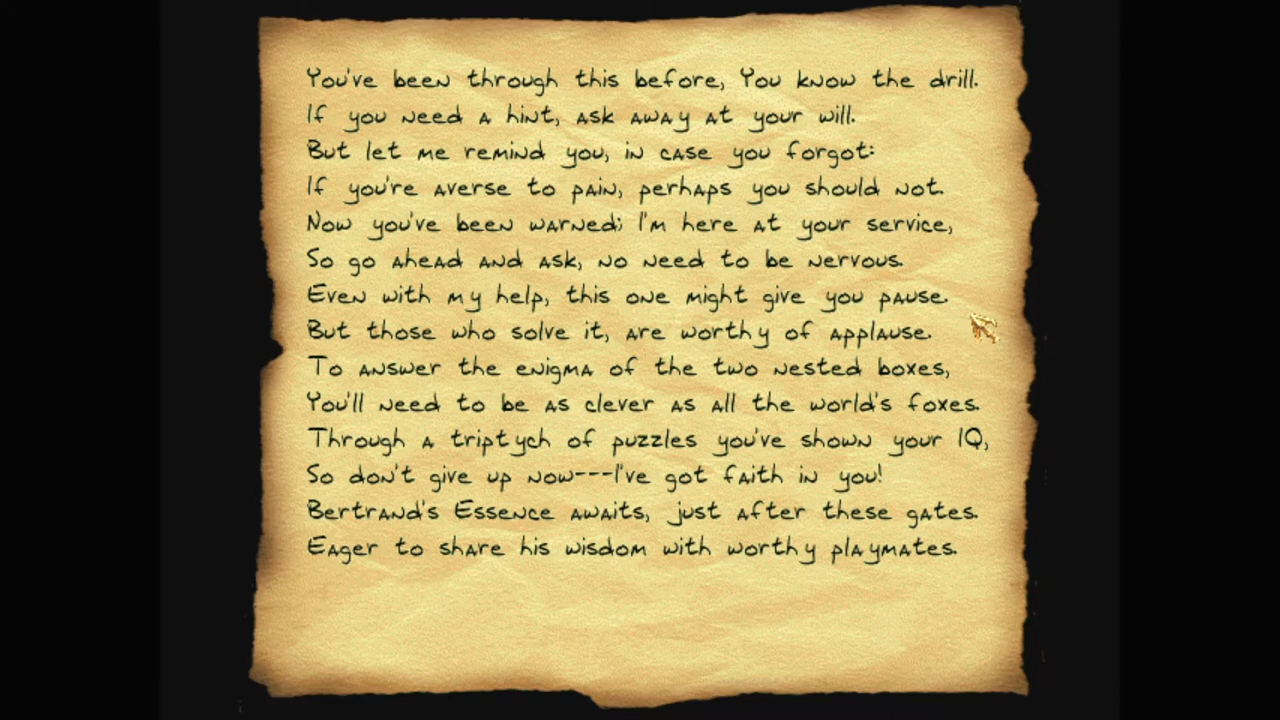 You've been through this before, You know the drill.
If you need a hint, ask away at your will.
But let me remind you, in case you forgot:
If you're averse to pain, perhaps you should not.
Now you've been warned; I'm here at your service,
So go ahead and ask, no need to be nervous.
Even with my help, this one might give you pause.
But those who solve it, are worthy of applause.
To answer the enigma of the two nested boxes,
You'll need to be as clever as all the world's foxes.
Through a triptych of puzzles you've shown your IQ,
So don't give up now---I've got faith in you!
Bertrand's Essence awaits, just after these gates.
Eager to share his wisdom with worthy playmates.